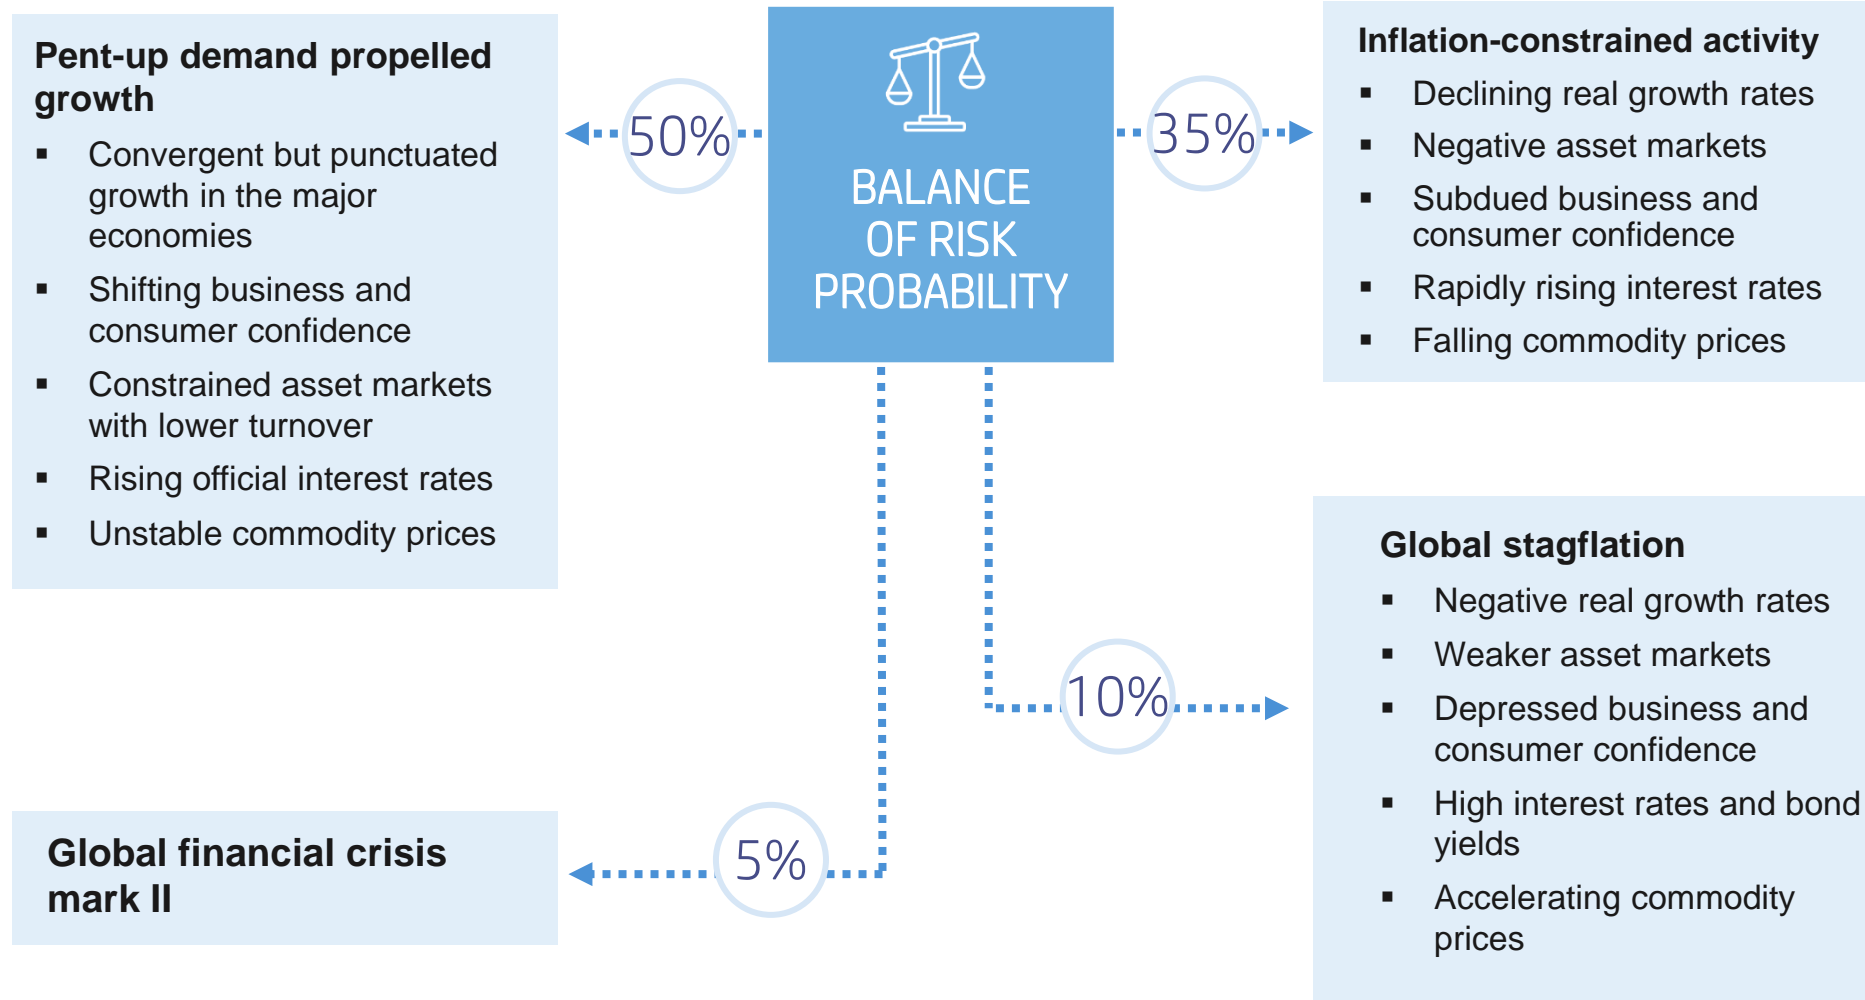 Pent-up demand propelled
growth
▪ Convergent but punctuated
growth in the major
economies
▪ Shifting business and
consumer confidence
▪ Constrained asset markets
with lower turnover
▪ Rising official interest rates
▪ Unstable commodity prices
50%
BALANCE
OF RISK
PROBABILITY
35%
Inflation-constrained activity
▪ Declining real growth rates
▪ Negative asset markets
▪ Subdued business and
consumer confidence
▪ Rapidly rising interest rates
▪ Falling commodity prices
10%
Global stagflation
▪ Negative real growth rates
▪ Weaker asset markets
▪ Depressed business and
consumer confidence
▪ High interest rates and bond
yields
▪ Accelerating commodity
prices
5%
Global financial crisis
mark II